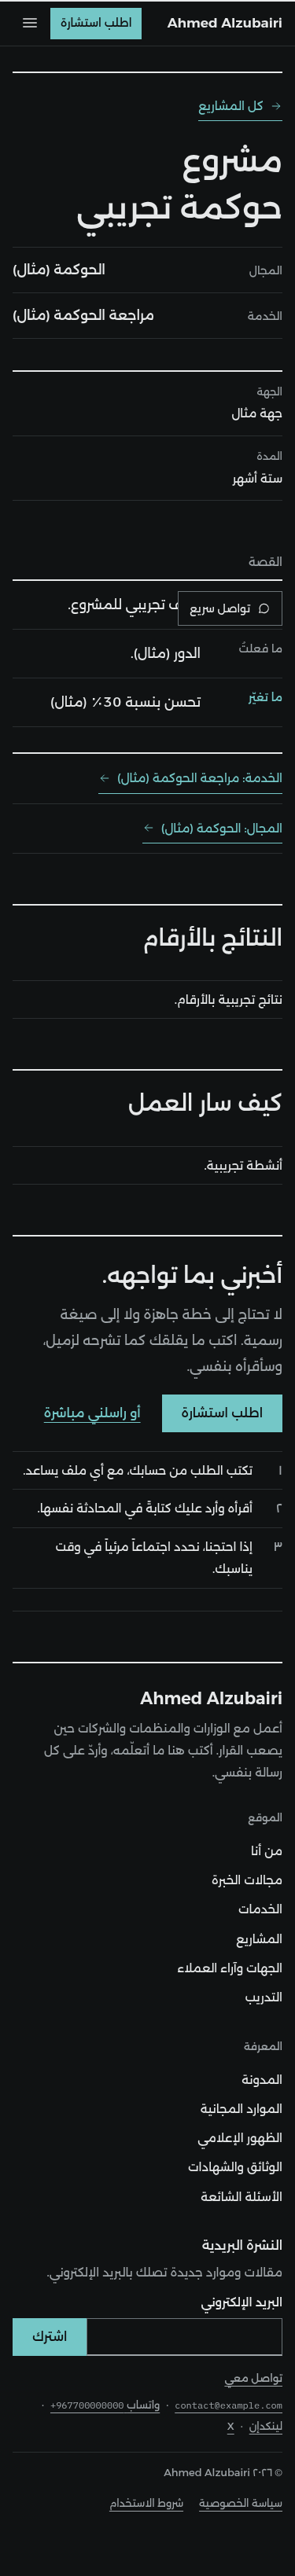 Ahmed Alzubairi
اطلب استشارة
كل المشاريع
مشروع
حوكمة تجريبي
المجال
الحوكمة (مثال)
الخدمة
مراجعة الحوكمة (مثال)
الجهة
جهة مثال
المدة
ستة أشهر
القصة
تواصل سريع
تجريبي للمشروع.
ما فعلتُ
الدور (مثال).
ما تغيّر
تحسن بنسبة 30٪ (مثال)
الخدمة: مراجعة الحوكمة (مثال)
المجال: الحوكمة (مثال)
النتائج بالأرقام
نتائج تجريبية بالأرقام.
كيف سار العمل
أنشطة تجريبية.
أخبرني بما تواجهه.
لا تحتاج إلى خطة جاهزة ولا إلى صيغة
رسمية. اكتب ما يقلقك كما تشرحه لزميل،
وسأقرأه بنفسي.
اطلب استشارة
أو راسلني مباشرة
١ تكتب الطلب من حسابك، مع أي ملف يساعد.
٢ أقرأه وأرد عليك كتابةً في المحادثة نفسها.
٣ إذا احتجنا، نحدد اجتماعاً مرئياً في وقت
يناسبك.
Ahmed Alzubairi
أعمل مع الوزارات والمنظمات والشركات حين
يصعب القرار. أكتب هنا ما أتعلّمه، وأردّ على كل
رسالة بنفسي.
الموقع
من أنا
مجالات الخبرة
الخدمات
المشاريع
الجهات وآراء العملاء
التدريب
المعرفة
المدونة
الموارد المجانية
الظهور الإعلامي
الوثائق والشهادات
الأسئلة الشائعة
النشرة البريدية
مقالات وموارد جديدة تصلك بالبريد الإلكتروني.
البريد الإلكتروني
اشترك
تواصل معي
contact@example.com · واتساب +967700000000 ·
لينكدإن · X
© ٢٠٢٦ Ahmed Alzubairi
سياسة الخصوصية
شروط الاستخدام